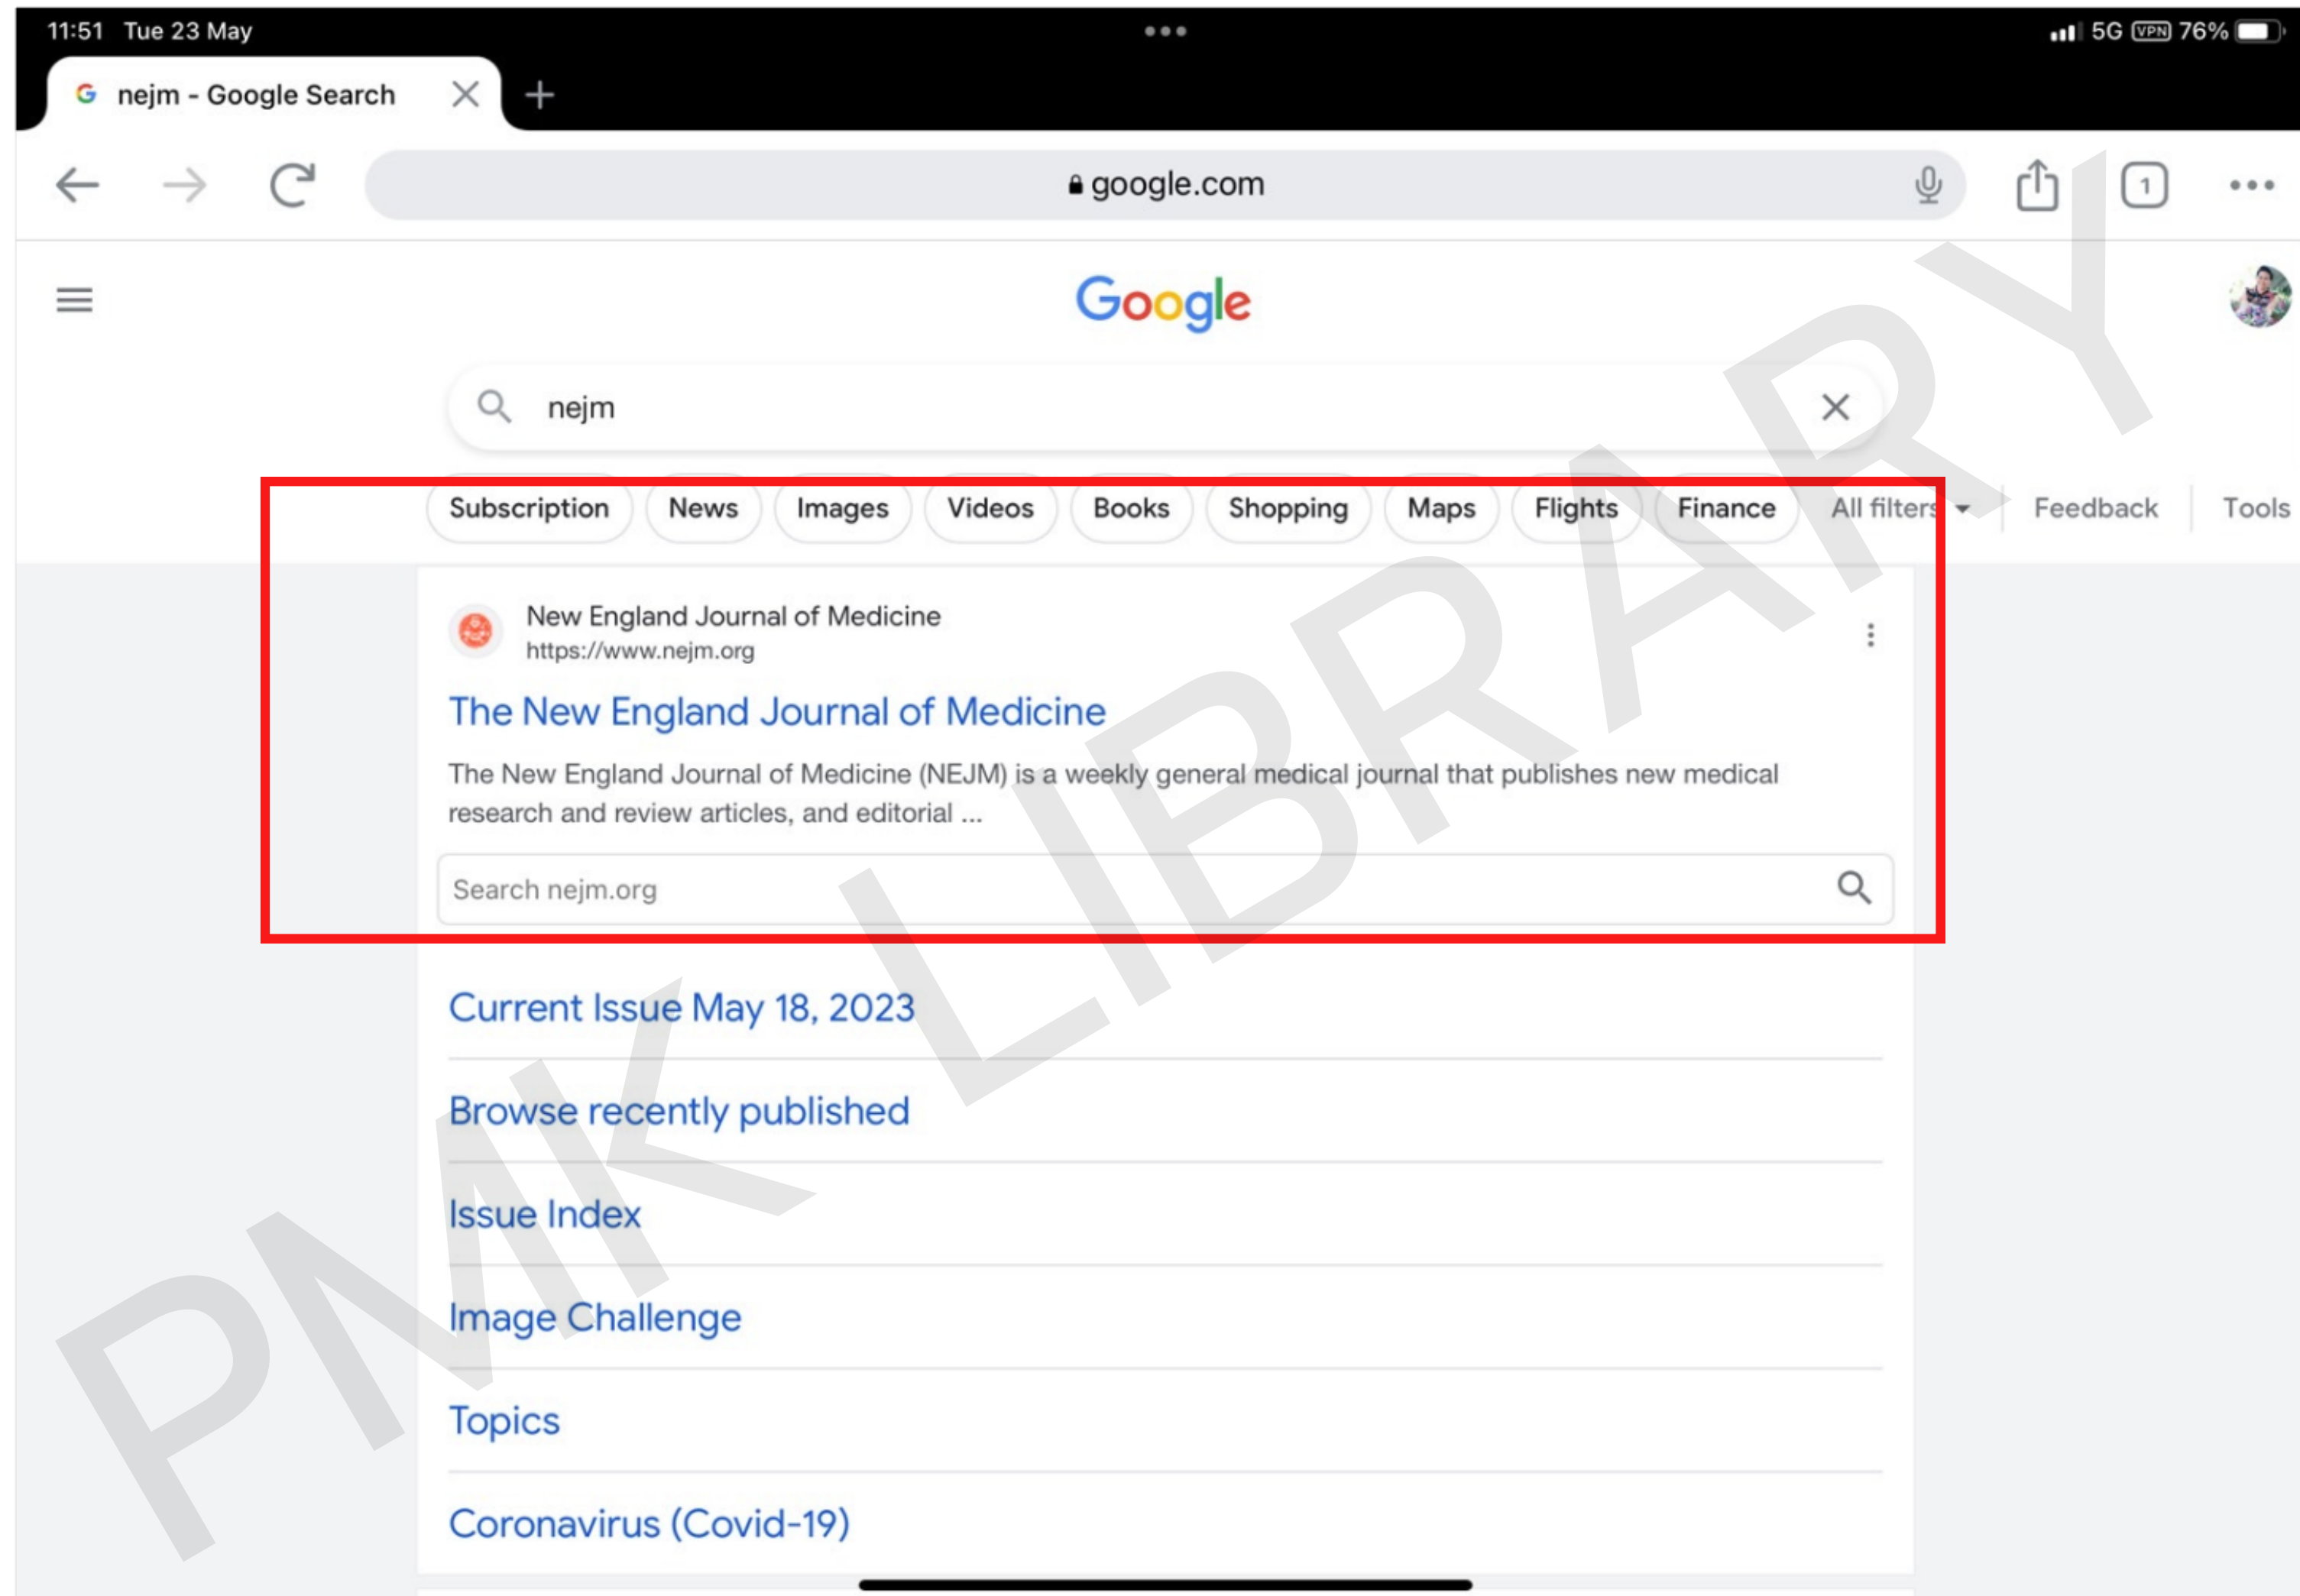 11:51 Tue 23 May
5G VPN 76%
nejm - Google Search
google.com
1
Google
nejm
Subscription News Images Videos Books Shopping Maps Flights Finance All filters Feedback Tools
New England Journal of Medicine
https://www.nejm.org
The New England Journal of Medicine
The New England Journal of Medicine (NEJM) is a weekly general medical journal that publishes new medical
research and review articles, and editorial ...
Search nejm.org
Current Issue May 18, 2023
Browse recently published
Issue Index
Image Challenge
Topics
Coronavirus (Covid-19)
PMK LIBRARY